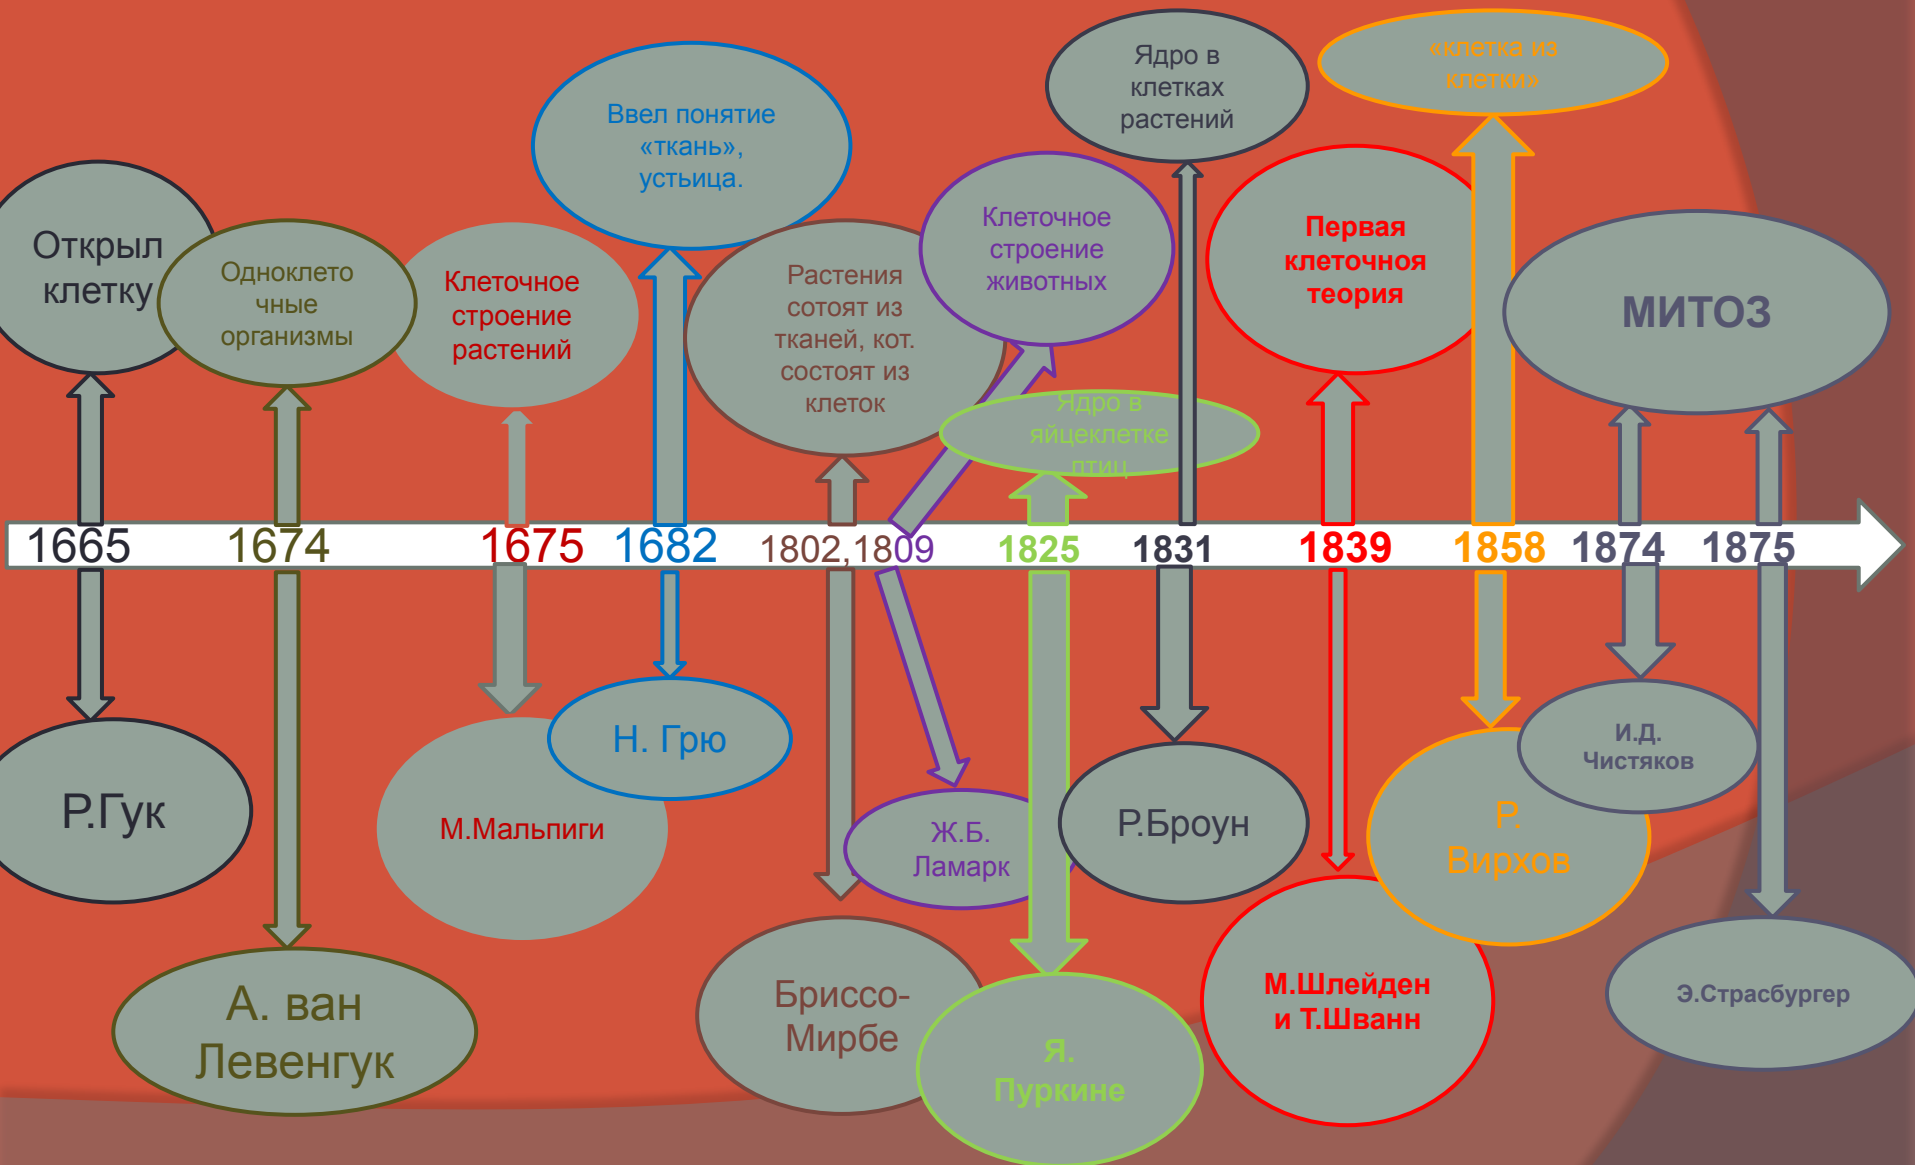 Открыл
клетку
Одноклето
чные
организмы
Клеточное
строение
растений
Ввел понятие
«ткань»,
устьица.
Растения
сотоят из
тканей, кот.
состоят из
клеток
Клеточное
строение
животных
Ядро в
яйцеклетке
птиц
Ядро в
клетках
растений
Первая
клеточноя
теория
«клетка из
клетки»
МИТОЗ
1665
1674
1675
1682
1802,1809
1825
1831
1839
1858
1874
1875
Р.Гук
А. ван
Левенгук
М.Мальпиги
Н. Грю
Бриссо-
Мирбе
Ж.Б.
Ламарк
Я.
Пуркине
Р.Броун
М.Шлейден
и Т.Шванн
Р.
Вирхов
И.Д.
Чистяков
Э.Страсбургер